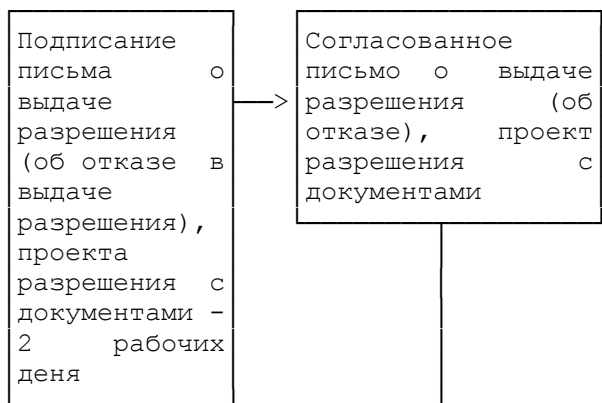 Подписание
письма о
выдаче
разрешения
(об отказе в
выдаче
разрешения),
проекта
разрешения с
документами -
2 рабочих
деня
Согласованное
письмо о выдаче
разрешения (об
отказе), проект
разрешения с
документами